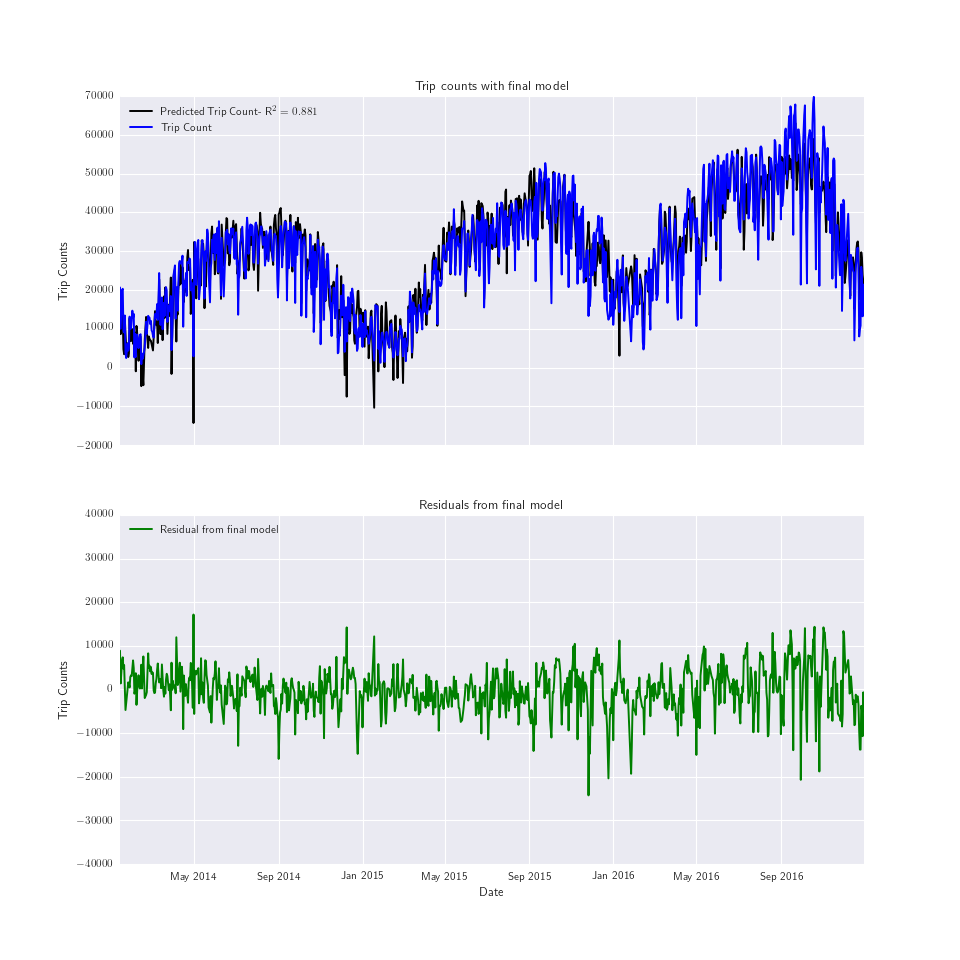 Trip counts with final model
70000
60000
50000
40000
30000
20000
10000
0
−10000
−20000
Trip Counts
Predicted Trip Count- R² = 0.881
Trip Count
Residuals from final model
40000
30000
20000
10000
0
−10000
−20000
−30000
−40000
Trip Counts
Residual from final model
May 2014 Sep 2014 Jan 2015 May 2015 Sep 2015 Jan 2016 May 2016 Sep 2016
Date